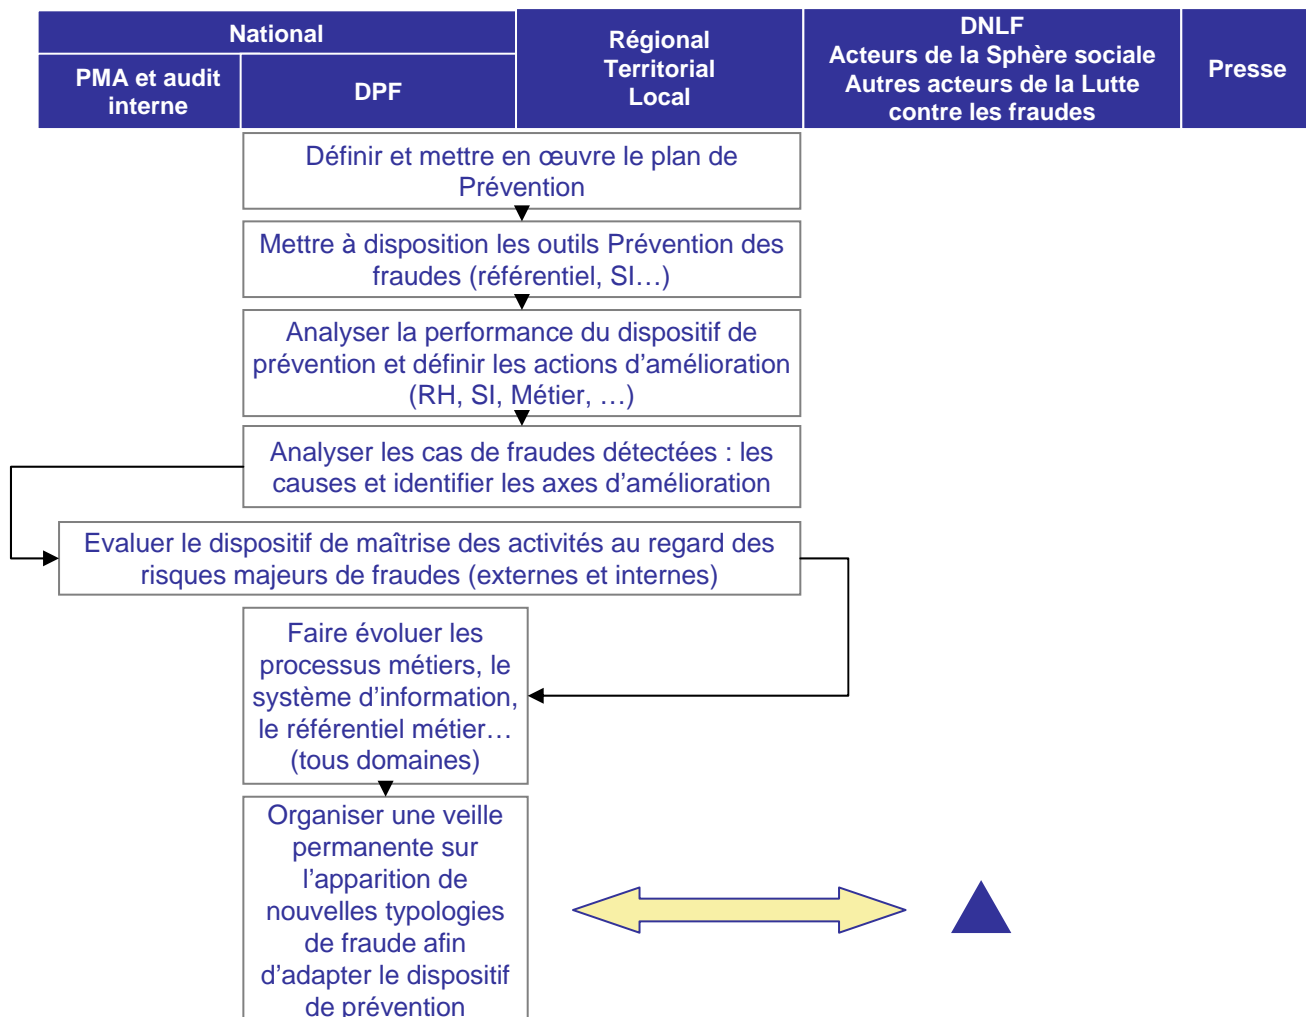 National
PMA et audit
interne
DPF
Régional
Territorial
Local
DNLF
Acteurs de la Sphère sociale
Autres acteurs de la Lutte
contre les fraudes
Presse
Définir et mettre en œuvre le plan de
Prévention
Mettre à disposition les outils Prévention des
fraudes (référentiel, SI…)
Analyser la performance du dispositif de
prévention et définir les actions d’amélioration
(RH, SI, Métier, …)
Analyser les cas de fraudes détectées : les
causes et identifier les axes d’amélioration
Evaluer le dispositif de maîtrise des activités au regard des
risques majeurs de fraudes (externes et internes)
Faire évoluer les
processus métiers, le
système d’information,
le référentiel métier…
(tous domaines)
Organiser une veille
permanente sur
l’apparition de
nouvelles typologies
de fraude afin
d’adapter le dispositif
de prévention